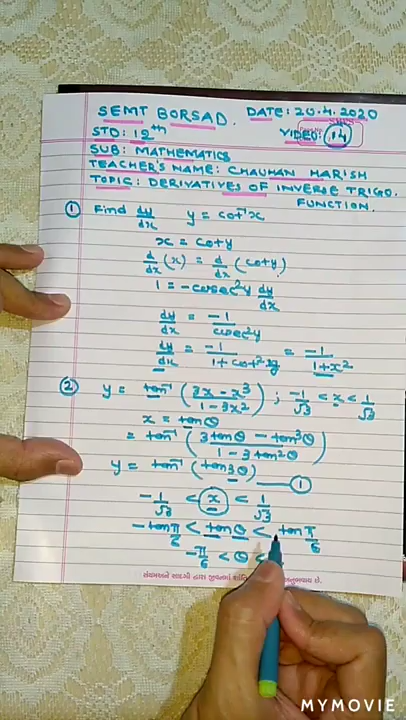 SEMT BORSAD. DATE: 20.4.2020
STD: 12th VIDEO: 14
SUB: MATHEMATICS
TEACHER'S NAME: CHAUHAN HARISH
TOPIC: DERIVATIVES OF INVERSE TRIGO. FUNCTION.
① Find dy/dx y = cot⁻¹x
x = coty
d/dx (x) = d/dx (coty)
1 = -cosec²y dy/dx
dy/dx = -1/cosec²y
dy/dx = -1/1+cot²y = -1/1+x²
② y = tan⁻¹ (3x - x³/1 - 3x²) ; -1/√3 < x < 1/√3
x = tanθ
= tan⁻¹ (3tanθ - tan³θ/1 - 3tan²θ)
y = tan⁻¹ (tan3θ) — ①
-1/√3 < x < 1/√3
-tan π/6 < tanθ < tan π/6
-π/6 < θ <
MYMOVIE